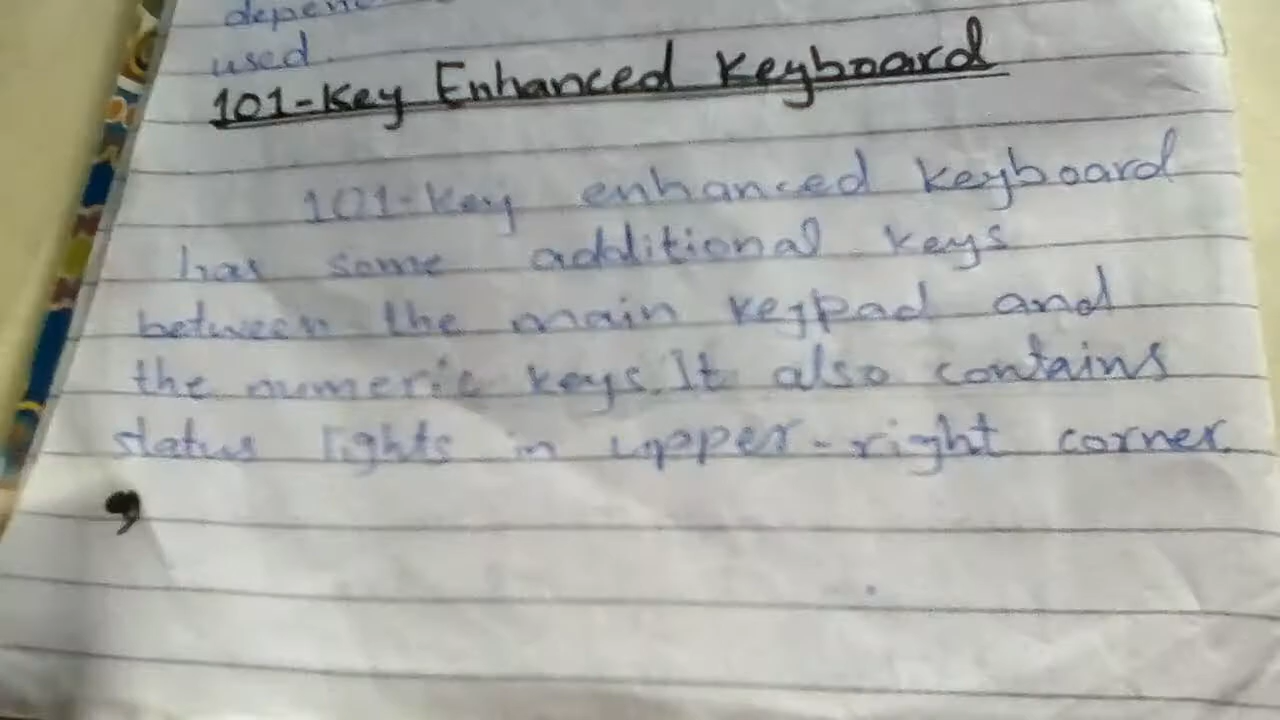 used.
101-Key Enhanced Keyboard
101-Key enhanced keyboard
has some additional keys
between the main keypad and
the numeric keys. It also contains
status lights in upper-right corner